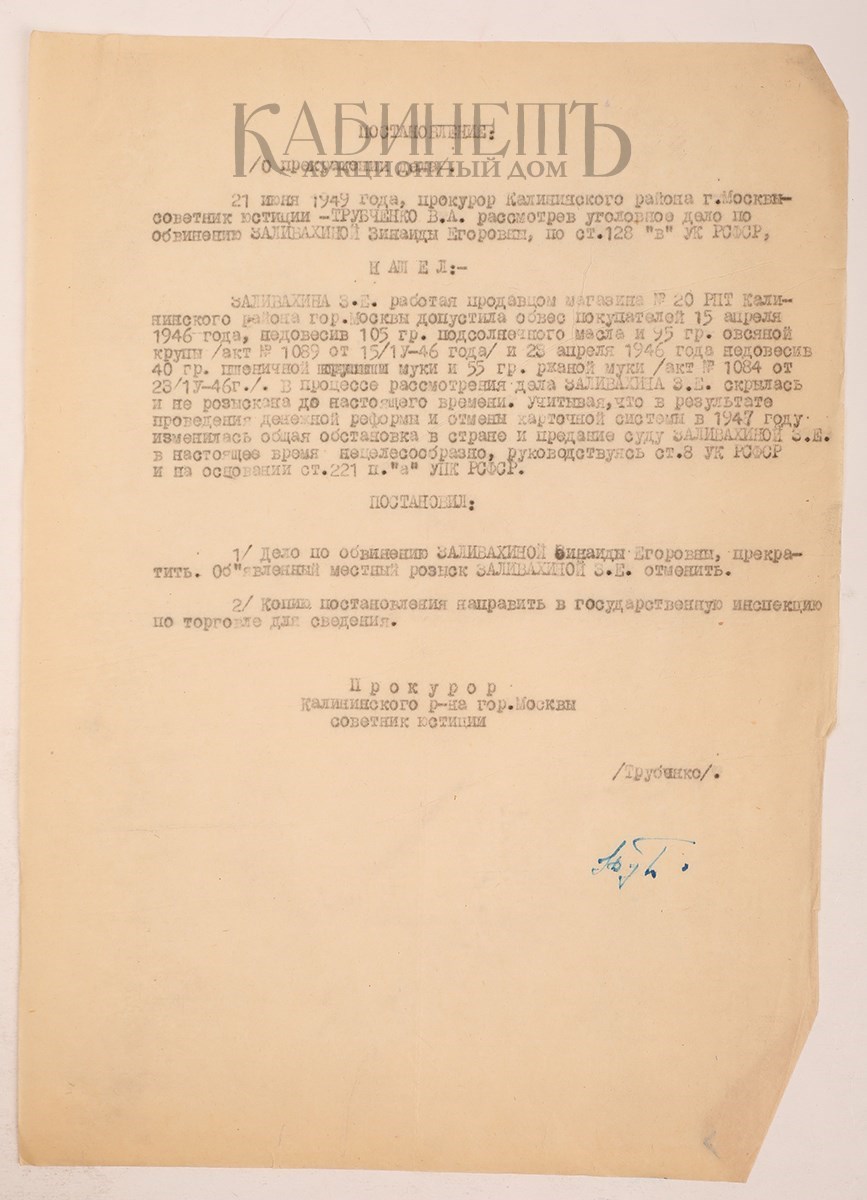 КАБИНЕТЪ
АУКЦИОННЫЙ ДОМ
ПОСТАНОВЛЕНИЕ:
/О прекращении дела/.
21 июня 1949 года, прокурор Калининского района г.Москвы-
советник юстиции -ТРУБЧЕНКО В.А. рассмотрев уголовное дело по
обвинению ЗАЛИВАХИНОЙ Зинаиды Егоровны, по ст.128 "в" УК РСФСР,
Н А Ш Е Л:-
ЗАЛИВАХИНА З.Е. работая продавцом магазина № 20 РПТ Кали-
нинского района гор.Москвы допустила обвес покупателей 15 апреля
1946 года, недовесив 105 гр. подсолнечного масла и 95 гр. овсяной
крупы /акт № 1089 от 15/1У-46 года/ и 23 апреля 1946 года недовесив
40 гр. пшеничной муки и 55 гр. ржаной муки /акт № 1084 от
23/1У-46г./. В процессе рассмотрения дела ЗАЛИВАХИНА З.Е. скрылась
и не розыскана до настоящего времени. Учитывая,что в результате
проведения денежной реформы и отмены карточной системы в 1947 году
изменилась общая обстановка в стране и предание суду ЗАЛИВАХИНОЙ З.Е.
в настоящее время нецелесообразно, руководствуясь ст.8 УК РСФСР
и на основании ст.221 п."а" УПК РСФСР.
ПОСТАНОВИЛ:
1/ Дело по обвинению ЗАЛИВАХИНОЙ Зинаиды Егоровны, прекра-
тить. Об"явленный местный розыск ЗАЛИВАХИНОЙ З.Е. отменить.
2/ Копию постановления направить в государственную инспекцию
по торговле для сведения.
П р о к у р о р
Калининского р-на гор.Москвы
советник юстиции
/Трубчнко/.